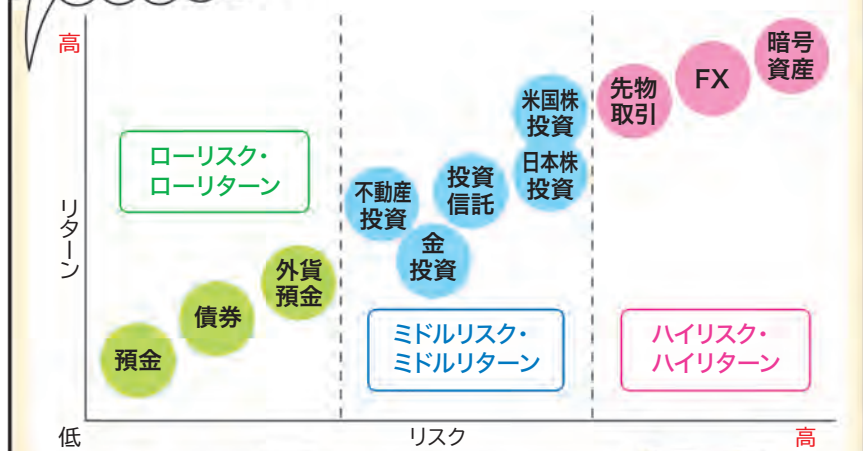 高
リターン
低
リスク
高
ローリスク・
ローリターン
預金
債券
外貨
預金
不動産
投資
金
投資
投資
信託
米国株
投資
日本株
投資
ミドルリスク・
ミドルリターン
先物
取引
FX
暗号
資産
ハイリスク・
ハイリターン